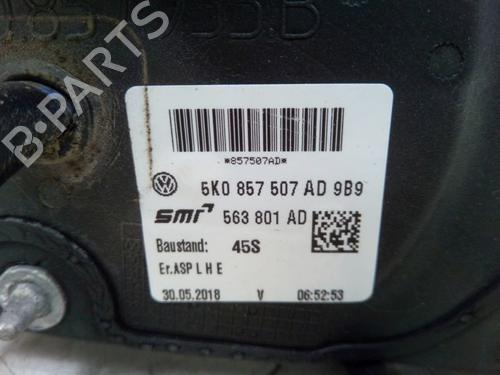 *857507AD*
5K0 857 507 AD 9B9
smr 563 801 AD
Baustand: 45S
Er.ASP L H E
30.05.2018 V 06:52:53
B-PARTS